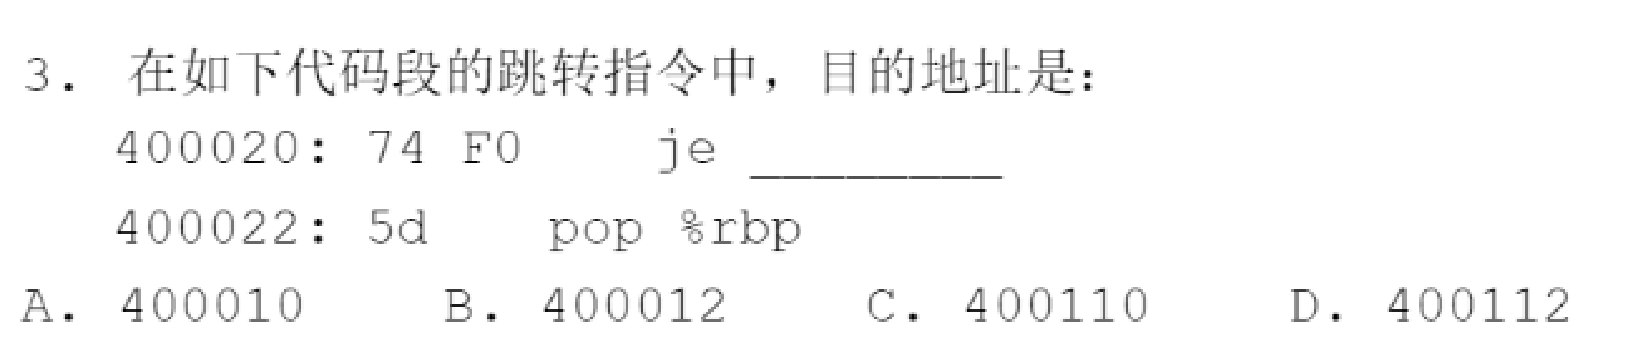 3. 在如下代码段的跳转指令中，目的地址是：
400020: 74 F0 je ________
400022: 5d pop %rbp
A. 400010 B. 400012 C. 400110 D. 400112